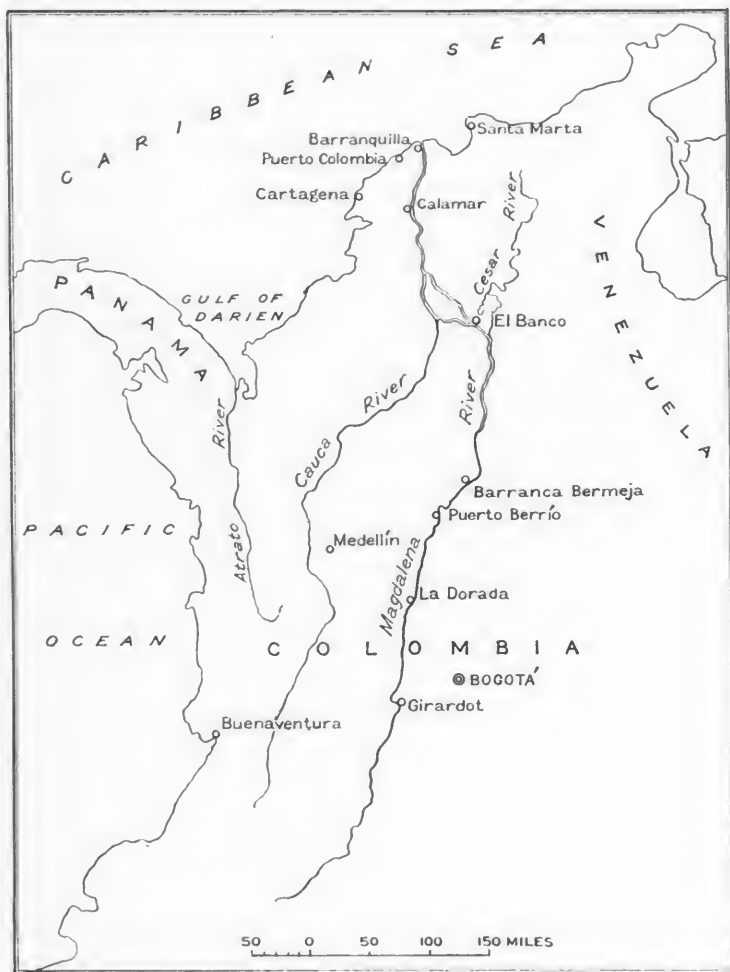 CARIBBEAN SEA
Santa Marta
Barranquilla
Puerto Colombia
Cartagena
Calamar
River
Cesar
VENEZUELA
PANAMA
GULF OF
DARIEN
El Banco
River
River
Cauca
River
Atrato
Barranca Bermeja
Puerto Berrío
PACIFIC
OCEAN
Medellín
Magdalena
La Dorada
COLOMBIA
BOGOTÁ
Girardot
Buenaventura
50 0 50 100 150 MILES